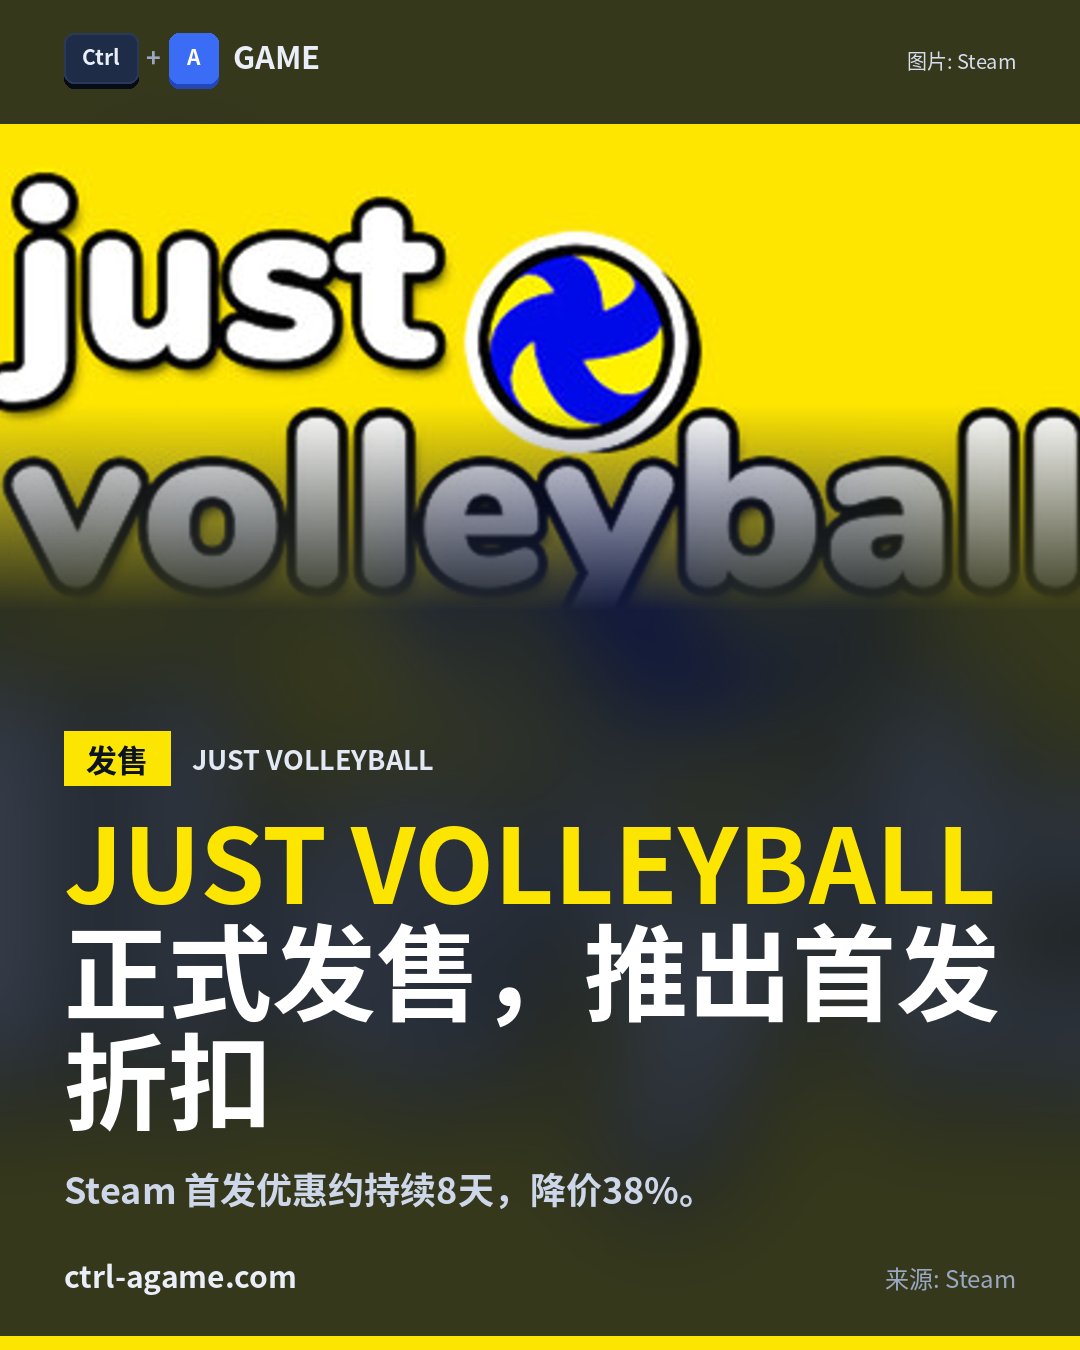 Ctrl + A GAME
图片: Steam
just
volleyball
发售 JUST VOLLEYBALL
JUST VOLLEYBALL
正式发售，推出首发
折扣
Steam 首发优惠约持续8天，降价38%。
ctrl-agame.com
来源: Steam